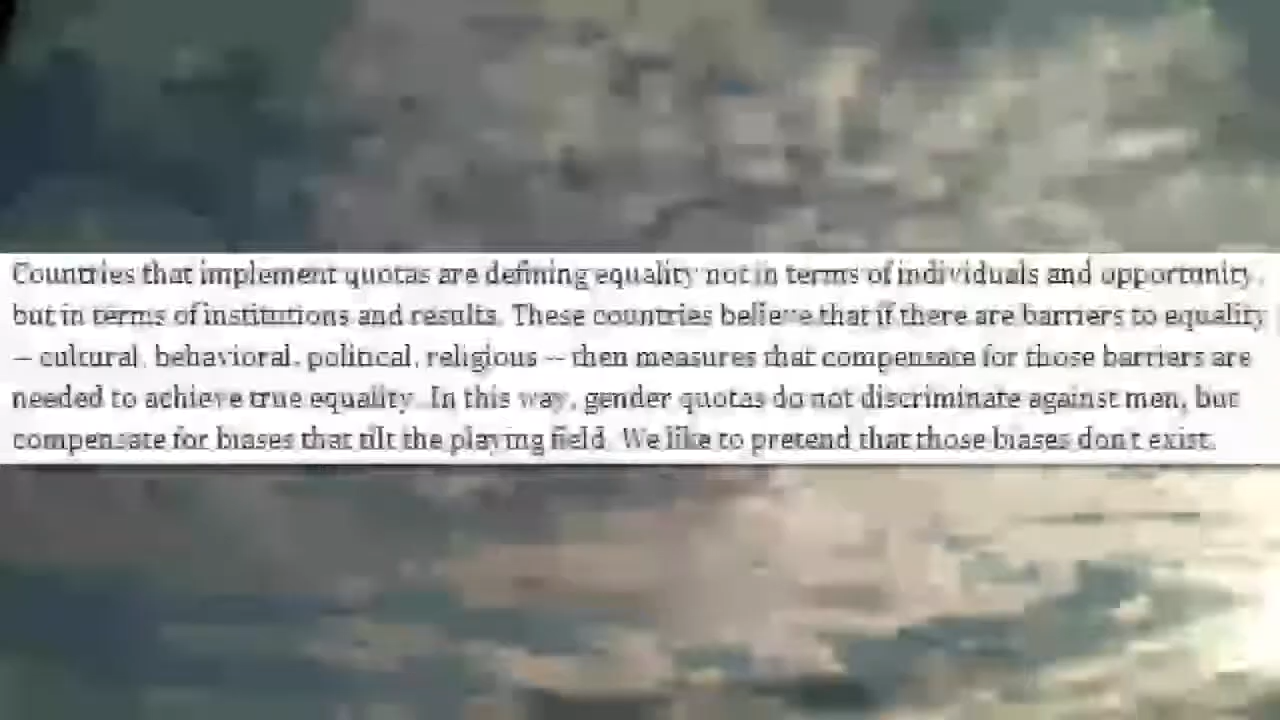 Countries that implement quotas are defining equality not in terms of individuals and opportunity,
but in terms of institutions and results. These countries believe that if there are barriers to equality
— cultural, behavioral, political, religious — then measures that compensate for those barriers are
needed to achieve true equality. In this way, gender quotas do not discriminate against men, but
compensate for biases that tilt the playing field. We like to pretend that those biases don't exist.